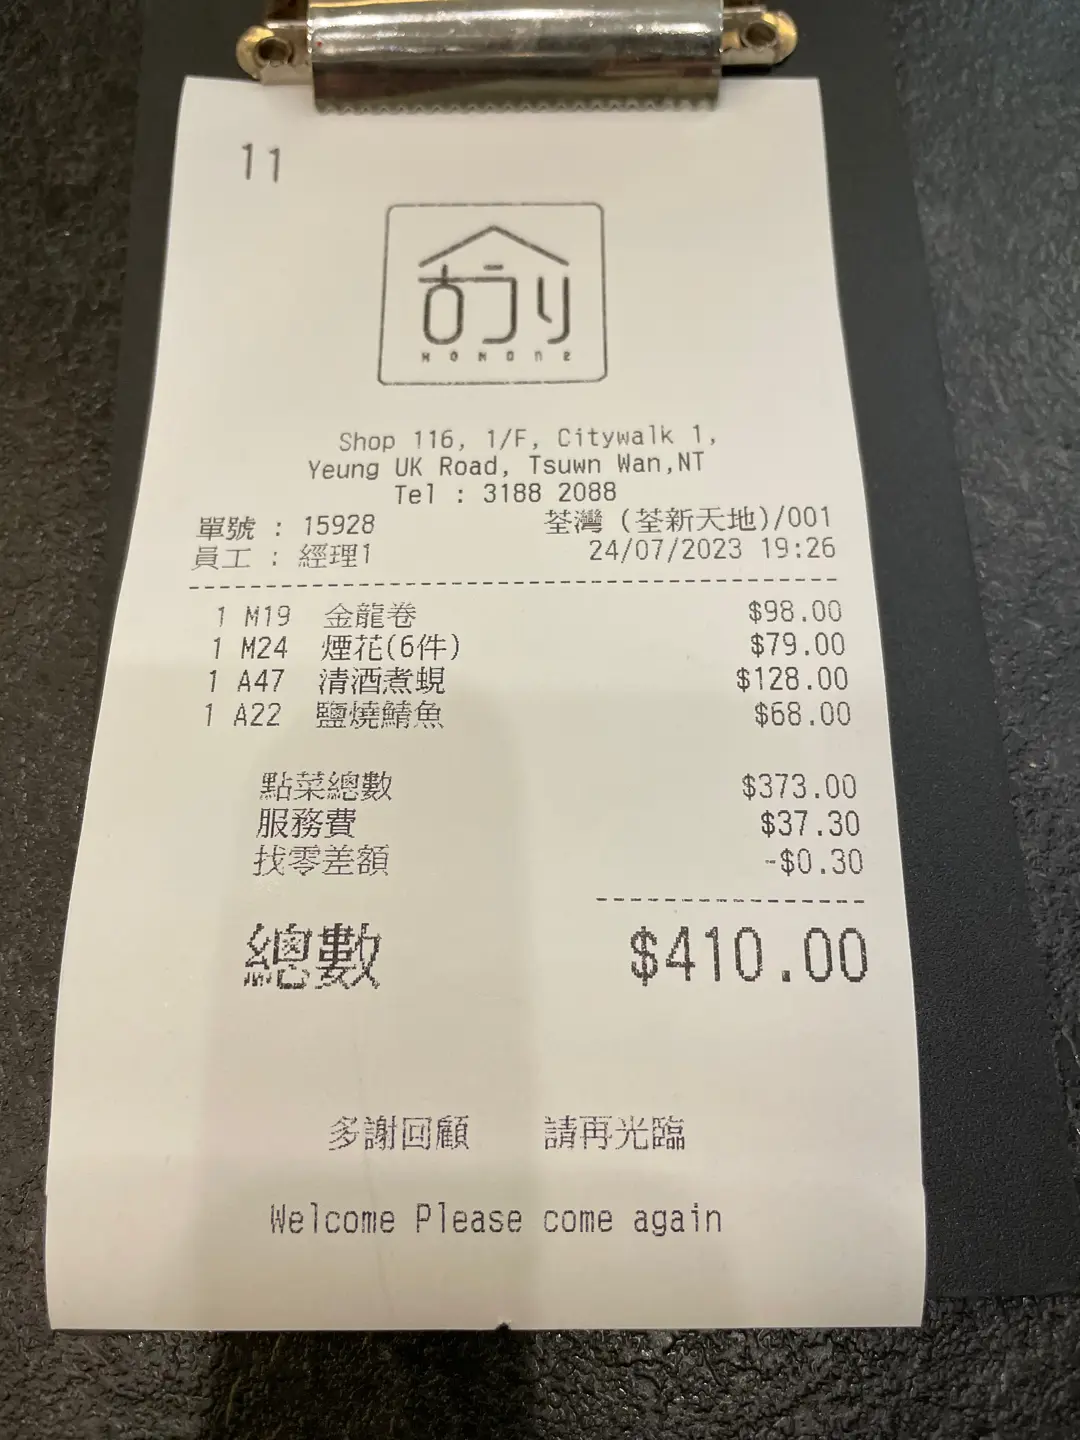 11
Shop 116, 1/F, Citywalk 1,
Yeung UK Road, Tsuwn Wan,NT
Tel : 3188 2088
單號 : 15928 荃灣 (荃新天地)/001
員工 : 經理1 24/07/2023 19:26
1 M19 金龍卷 $98.00
1 M24 煙花(6件) $79.00
1 A47 清酒煮蜆 $128.00
1 A22 鹽燒鯖魚 $68.00
點菜總數 $373.00
服務費 $37.30
找零差額 -$0.30
總數 $410.00
多謝回顧 請再光臨
Welcome Please come again